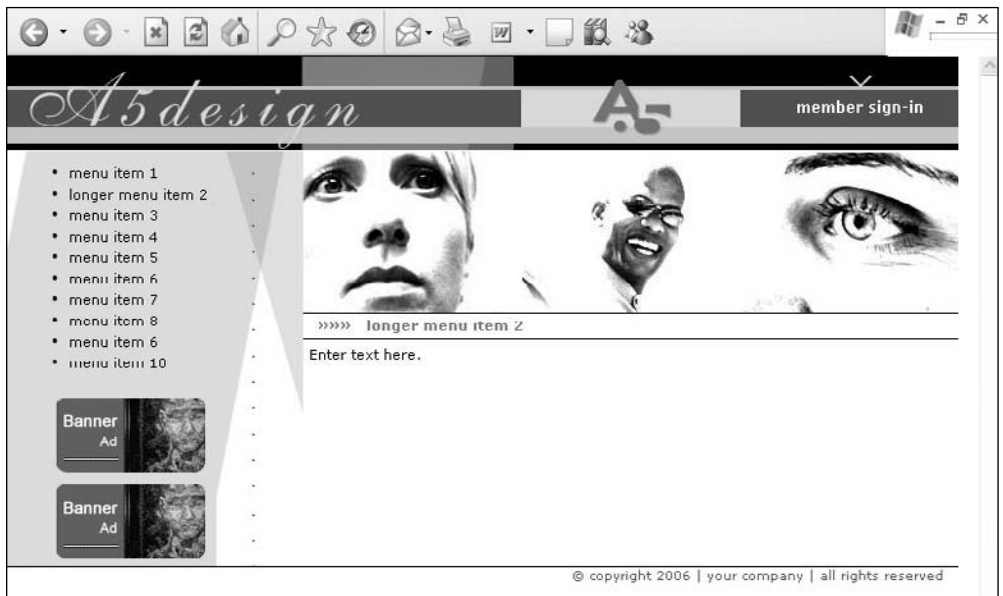 A5design
A5
member sign-in
• menu item 1
• longer menu item 2
• menu item 3
• menu item 4
• menu item 5
• menu item 6
• menu item 7
• menu item 8
• menu item 6
• menu item 10
»»»» longer menu item 2
Enter text here.
Banner
Ad
Banner
Ad
© copyright 2006 | your company | all rights reserved